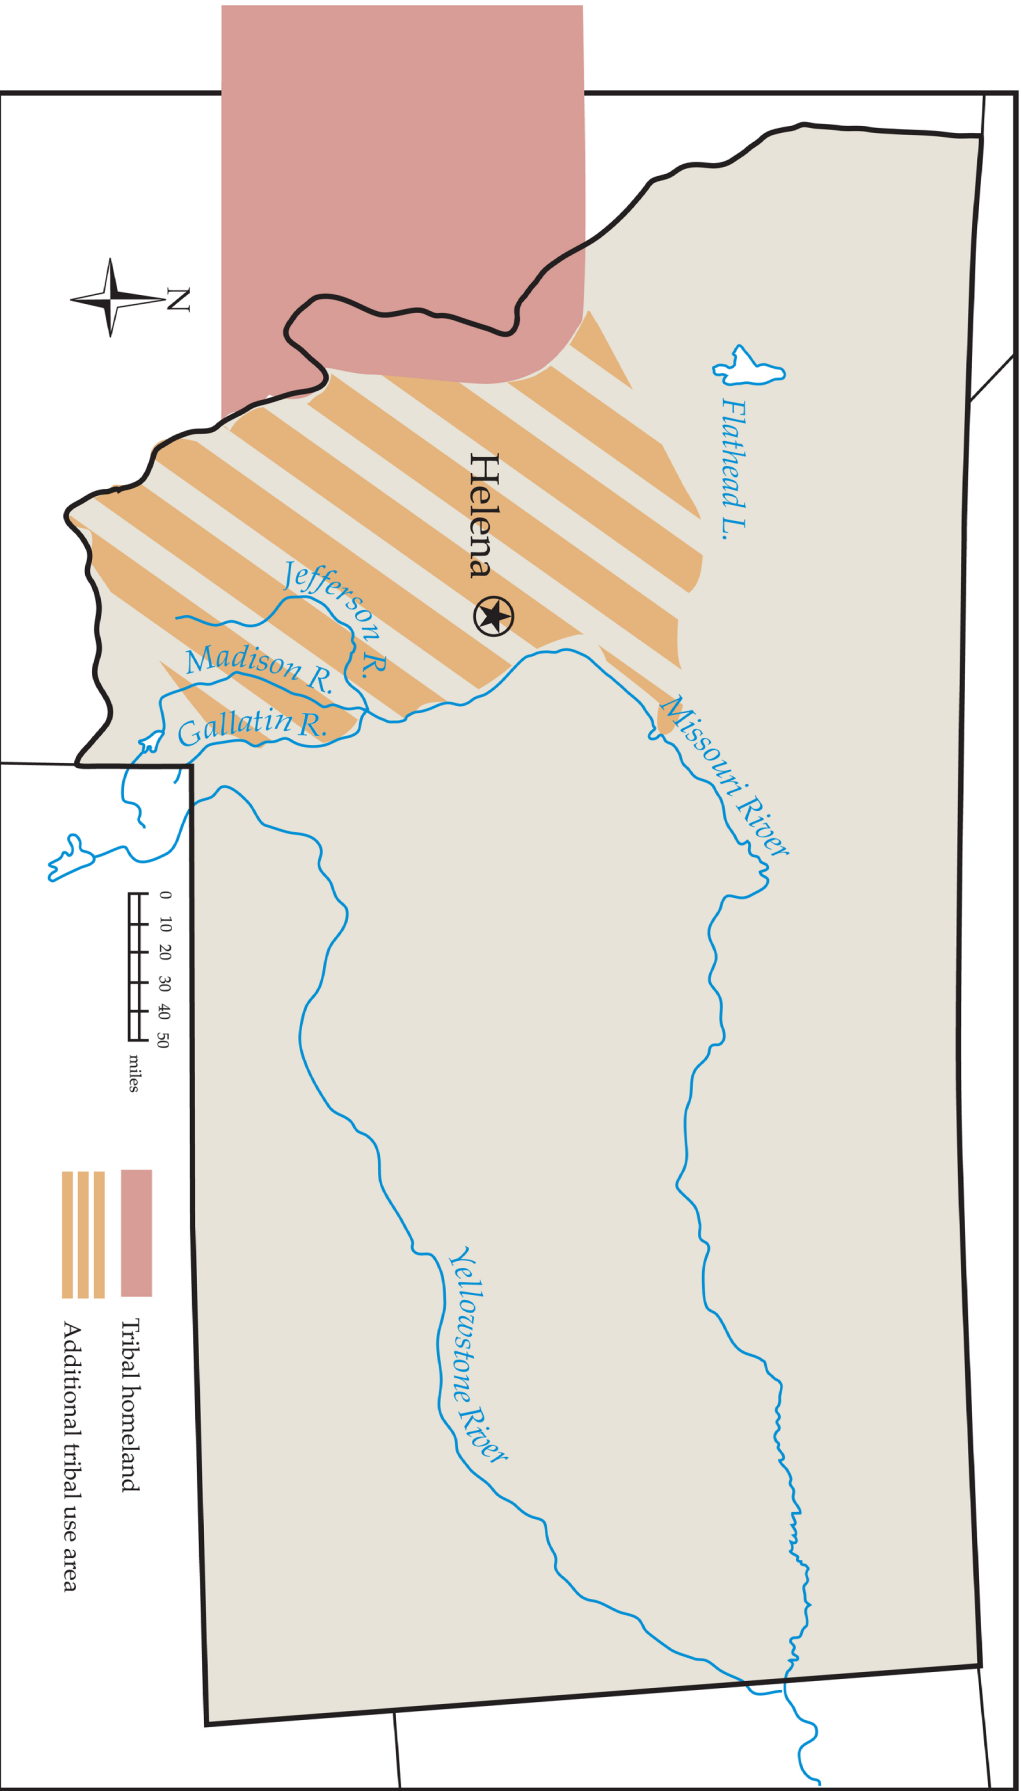 Flathead L.
Missouri River
Helena
Jefferson R.
Madison R.
Gallatin R.
Yellowstone River
N
0 10 20 30 40 50
miles
Tribal homeland
Additional tribal use area